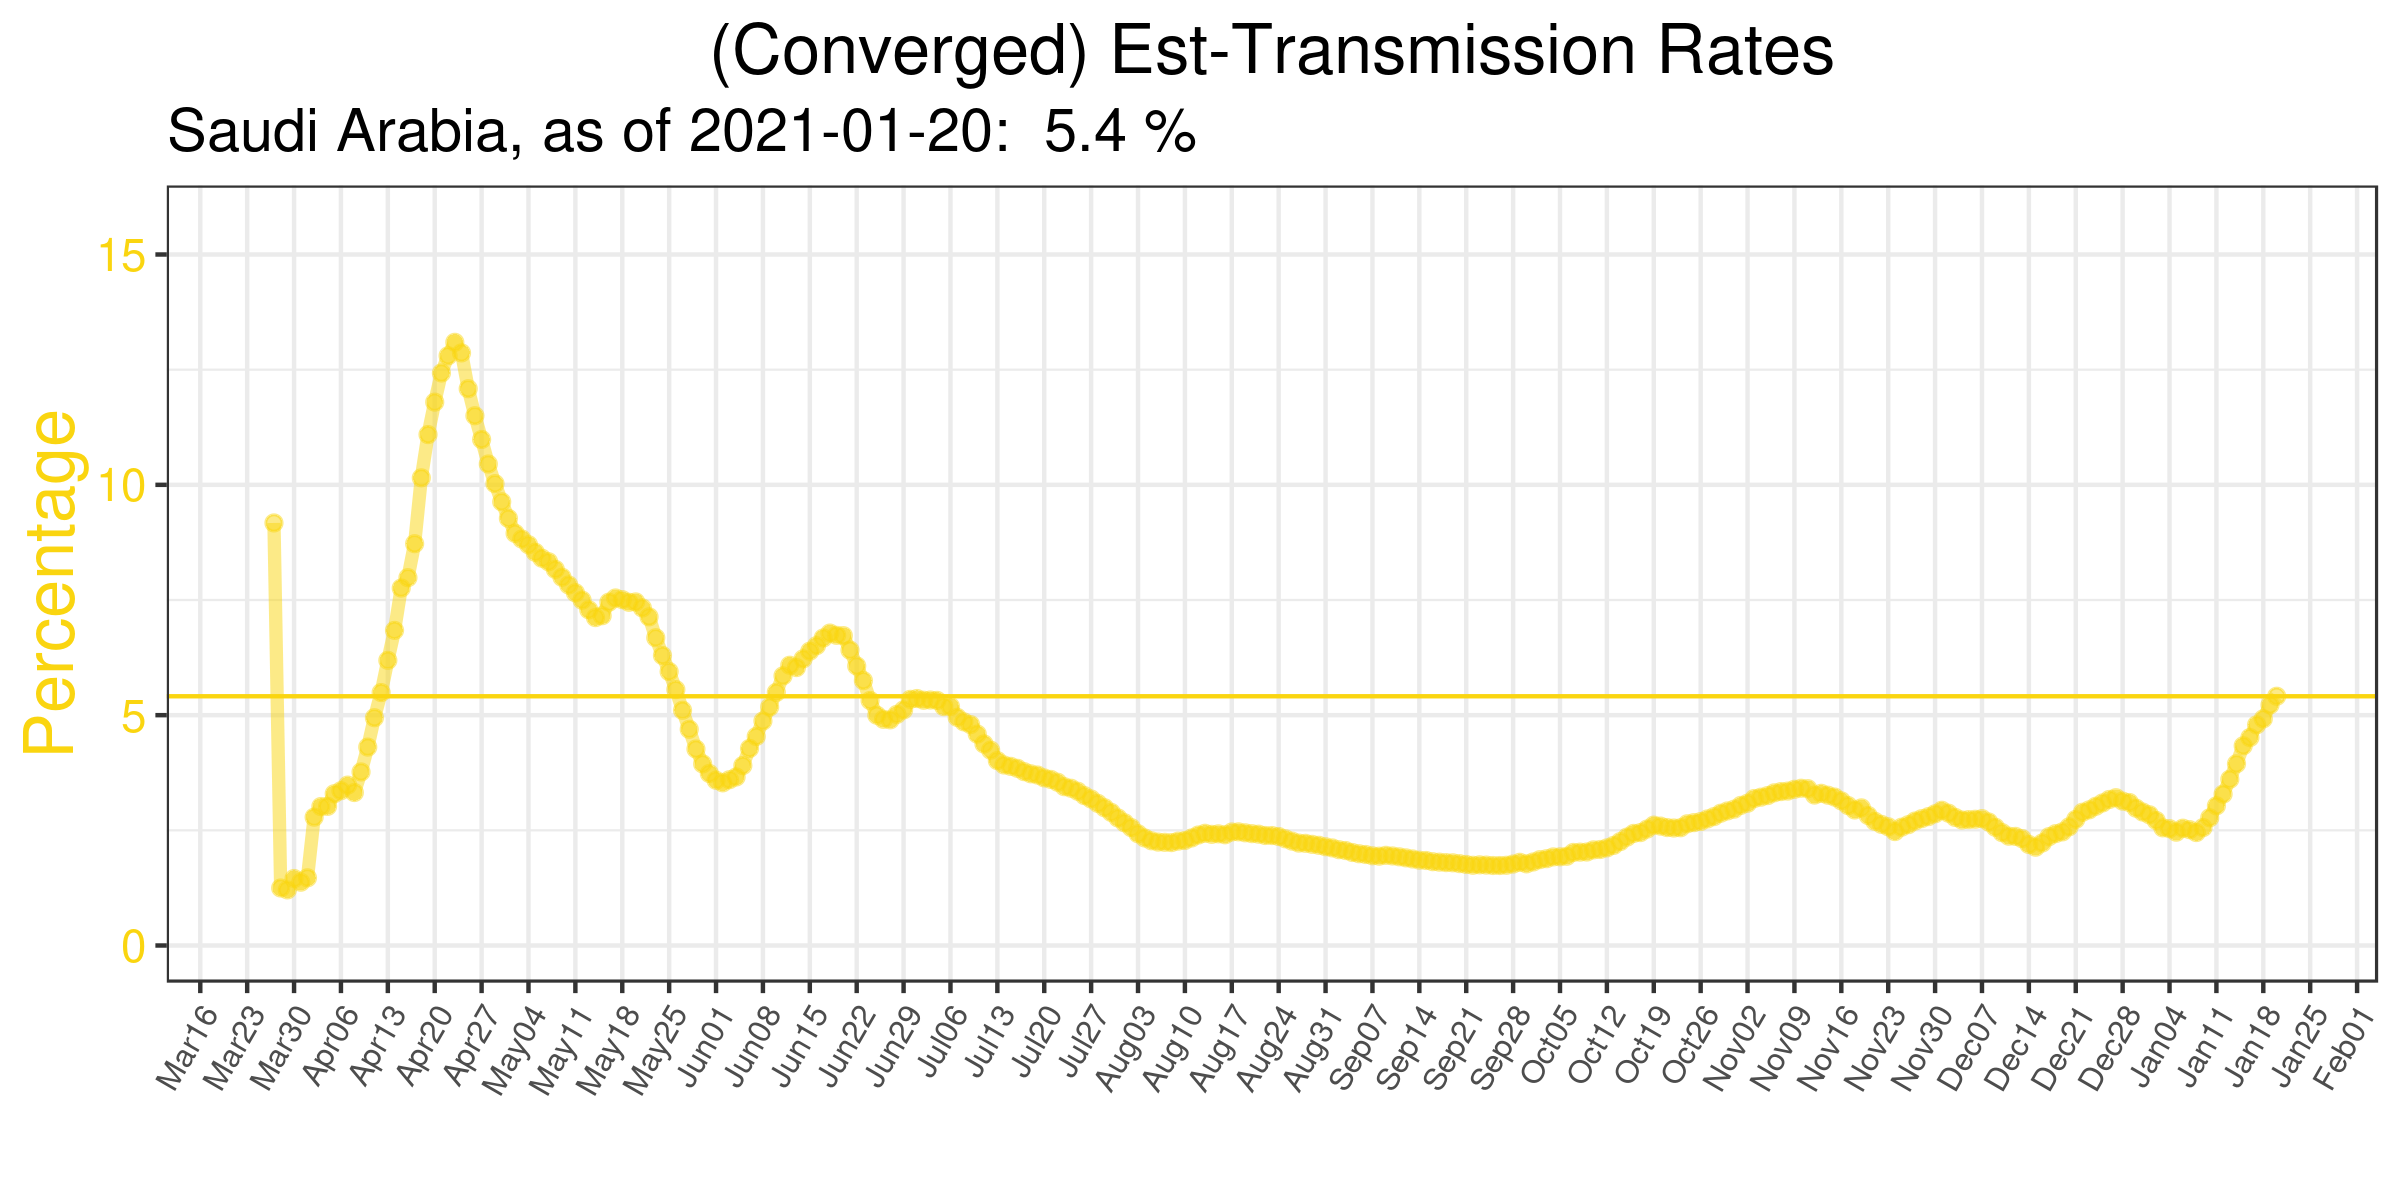 (Converged) Est-Transmission Rates
Saudi Arabia, as of 2021-01-20:  5.4 %
Percentage
15
10
5
0
Mar16
Mar23
Mar30
Apr06
Apr13
Apr20
Apr27
May04
May11
May18
May25
Jun01
Jun08
Jun15
Jun22
Jun29
Jul06
Jul13
Jul20
Jul27
Aug03
Aug10
Aug17
Aug24
Aug31
Sep07
Sep14
Sep21
Sep28
Oct05
Oct12
Oct19
Oct26
Nov02
Nov09
Nov16
Nov23
Nov30
Dec07
Dec14
Dec21
Dec28
Jan04
Jan11
Jan18
Jan25
Feb01